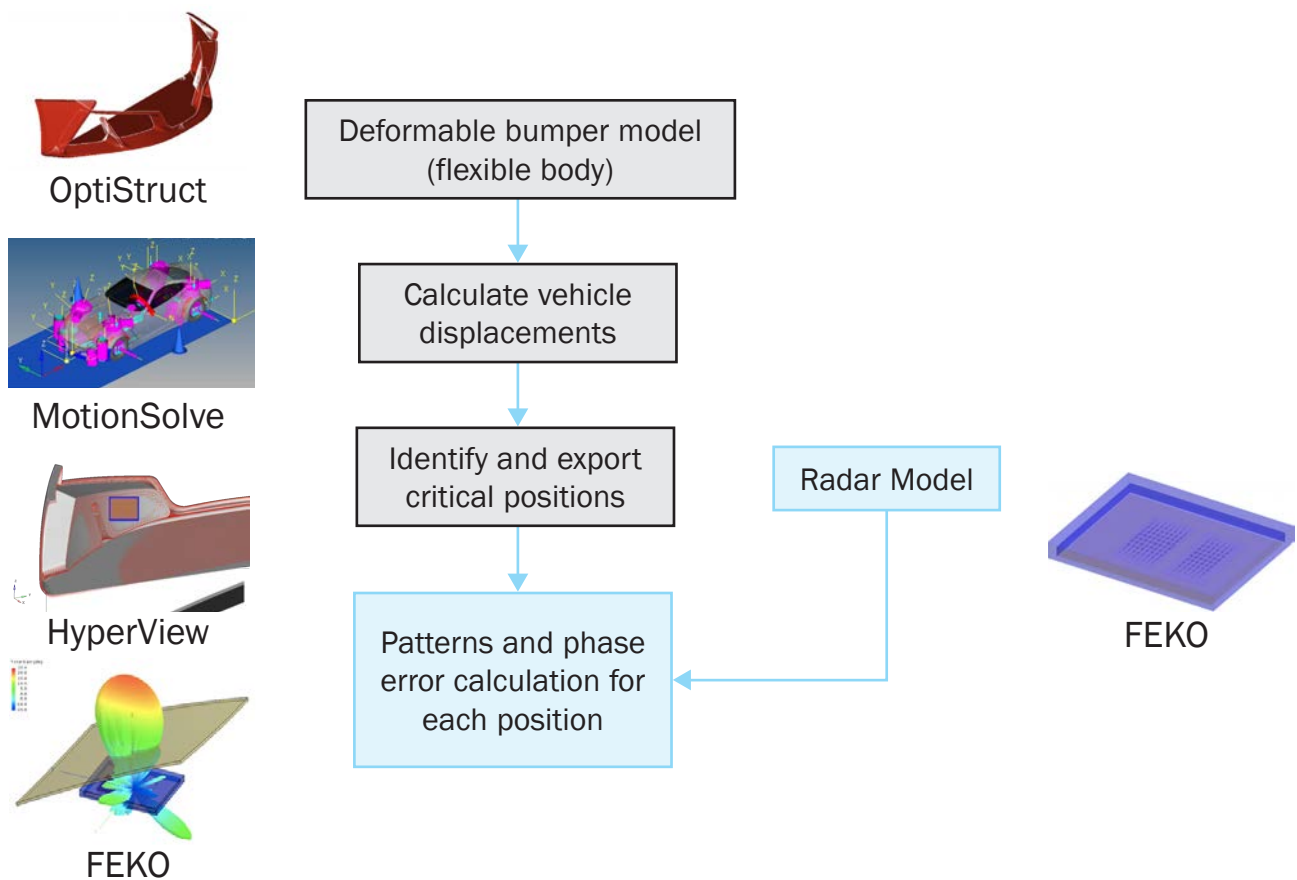 OptiStruct
Deformable bumper model
(flexible body)
MotionSolve
Calculate vehicle
displacements
HyperView
Identify and export
critical positions
Radar Model
FEKO
Patterns and phase
error calculation for
each position
FEKO